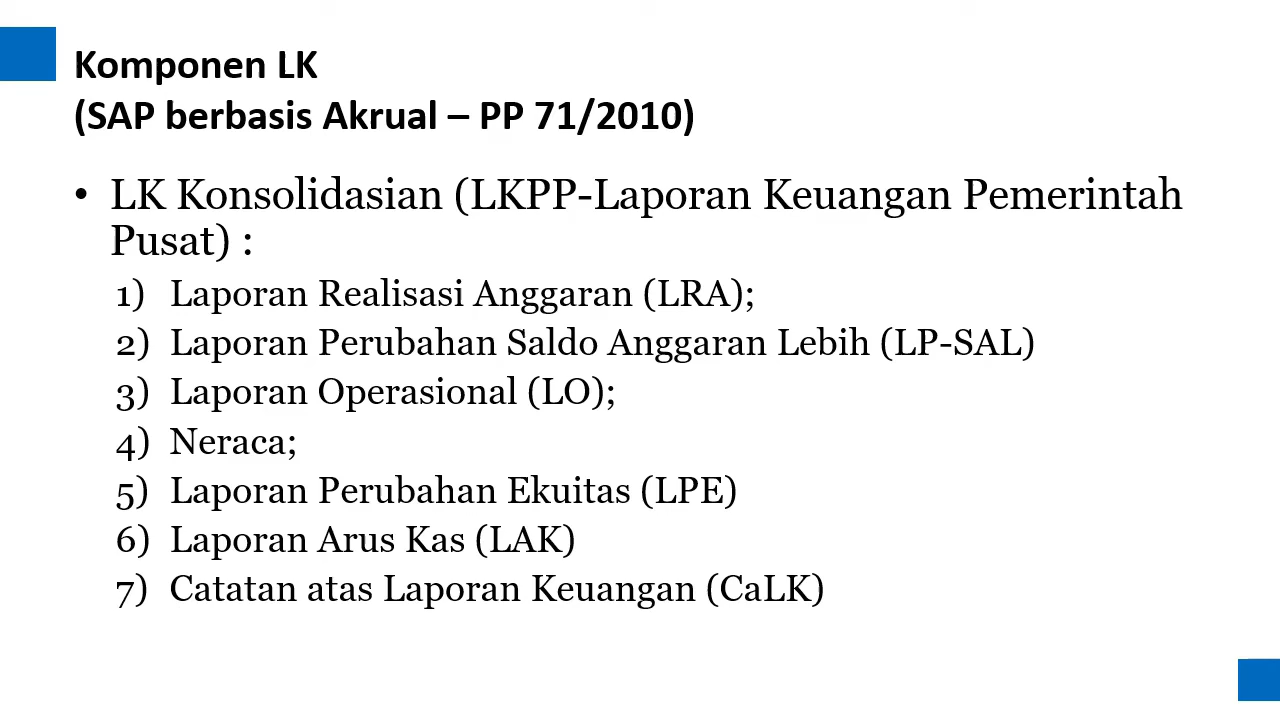 Komponen LK
(SAP berbasis Akrual – PP 71/2010)
• LK Konsolidasian (LKPP-Laporan Keuangan Pemerintah
Pusat) :
1) Laporan Realisasi Anggaran (LRA);
2) Laporan Perubahan Saldo Anggaran Lebih (LP-SAL)
3) Laporan Operasional (LO);
4) Neraca;
5) Laporan Perubahan Ekuitas (LPE)
6) Laporan Arus Kas (LAK)
7) Catatan atas Laporan Keuangan (CaLK)